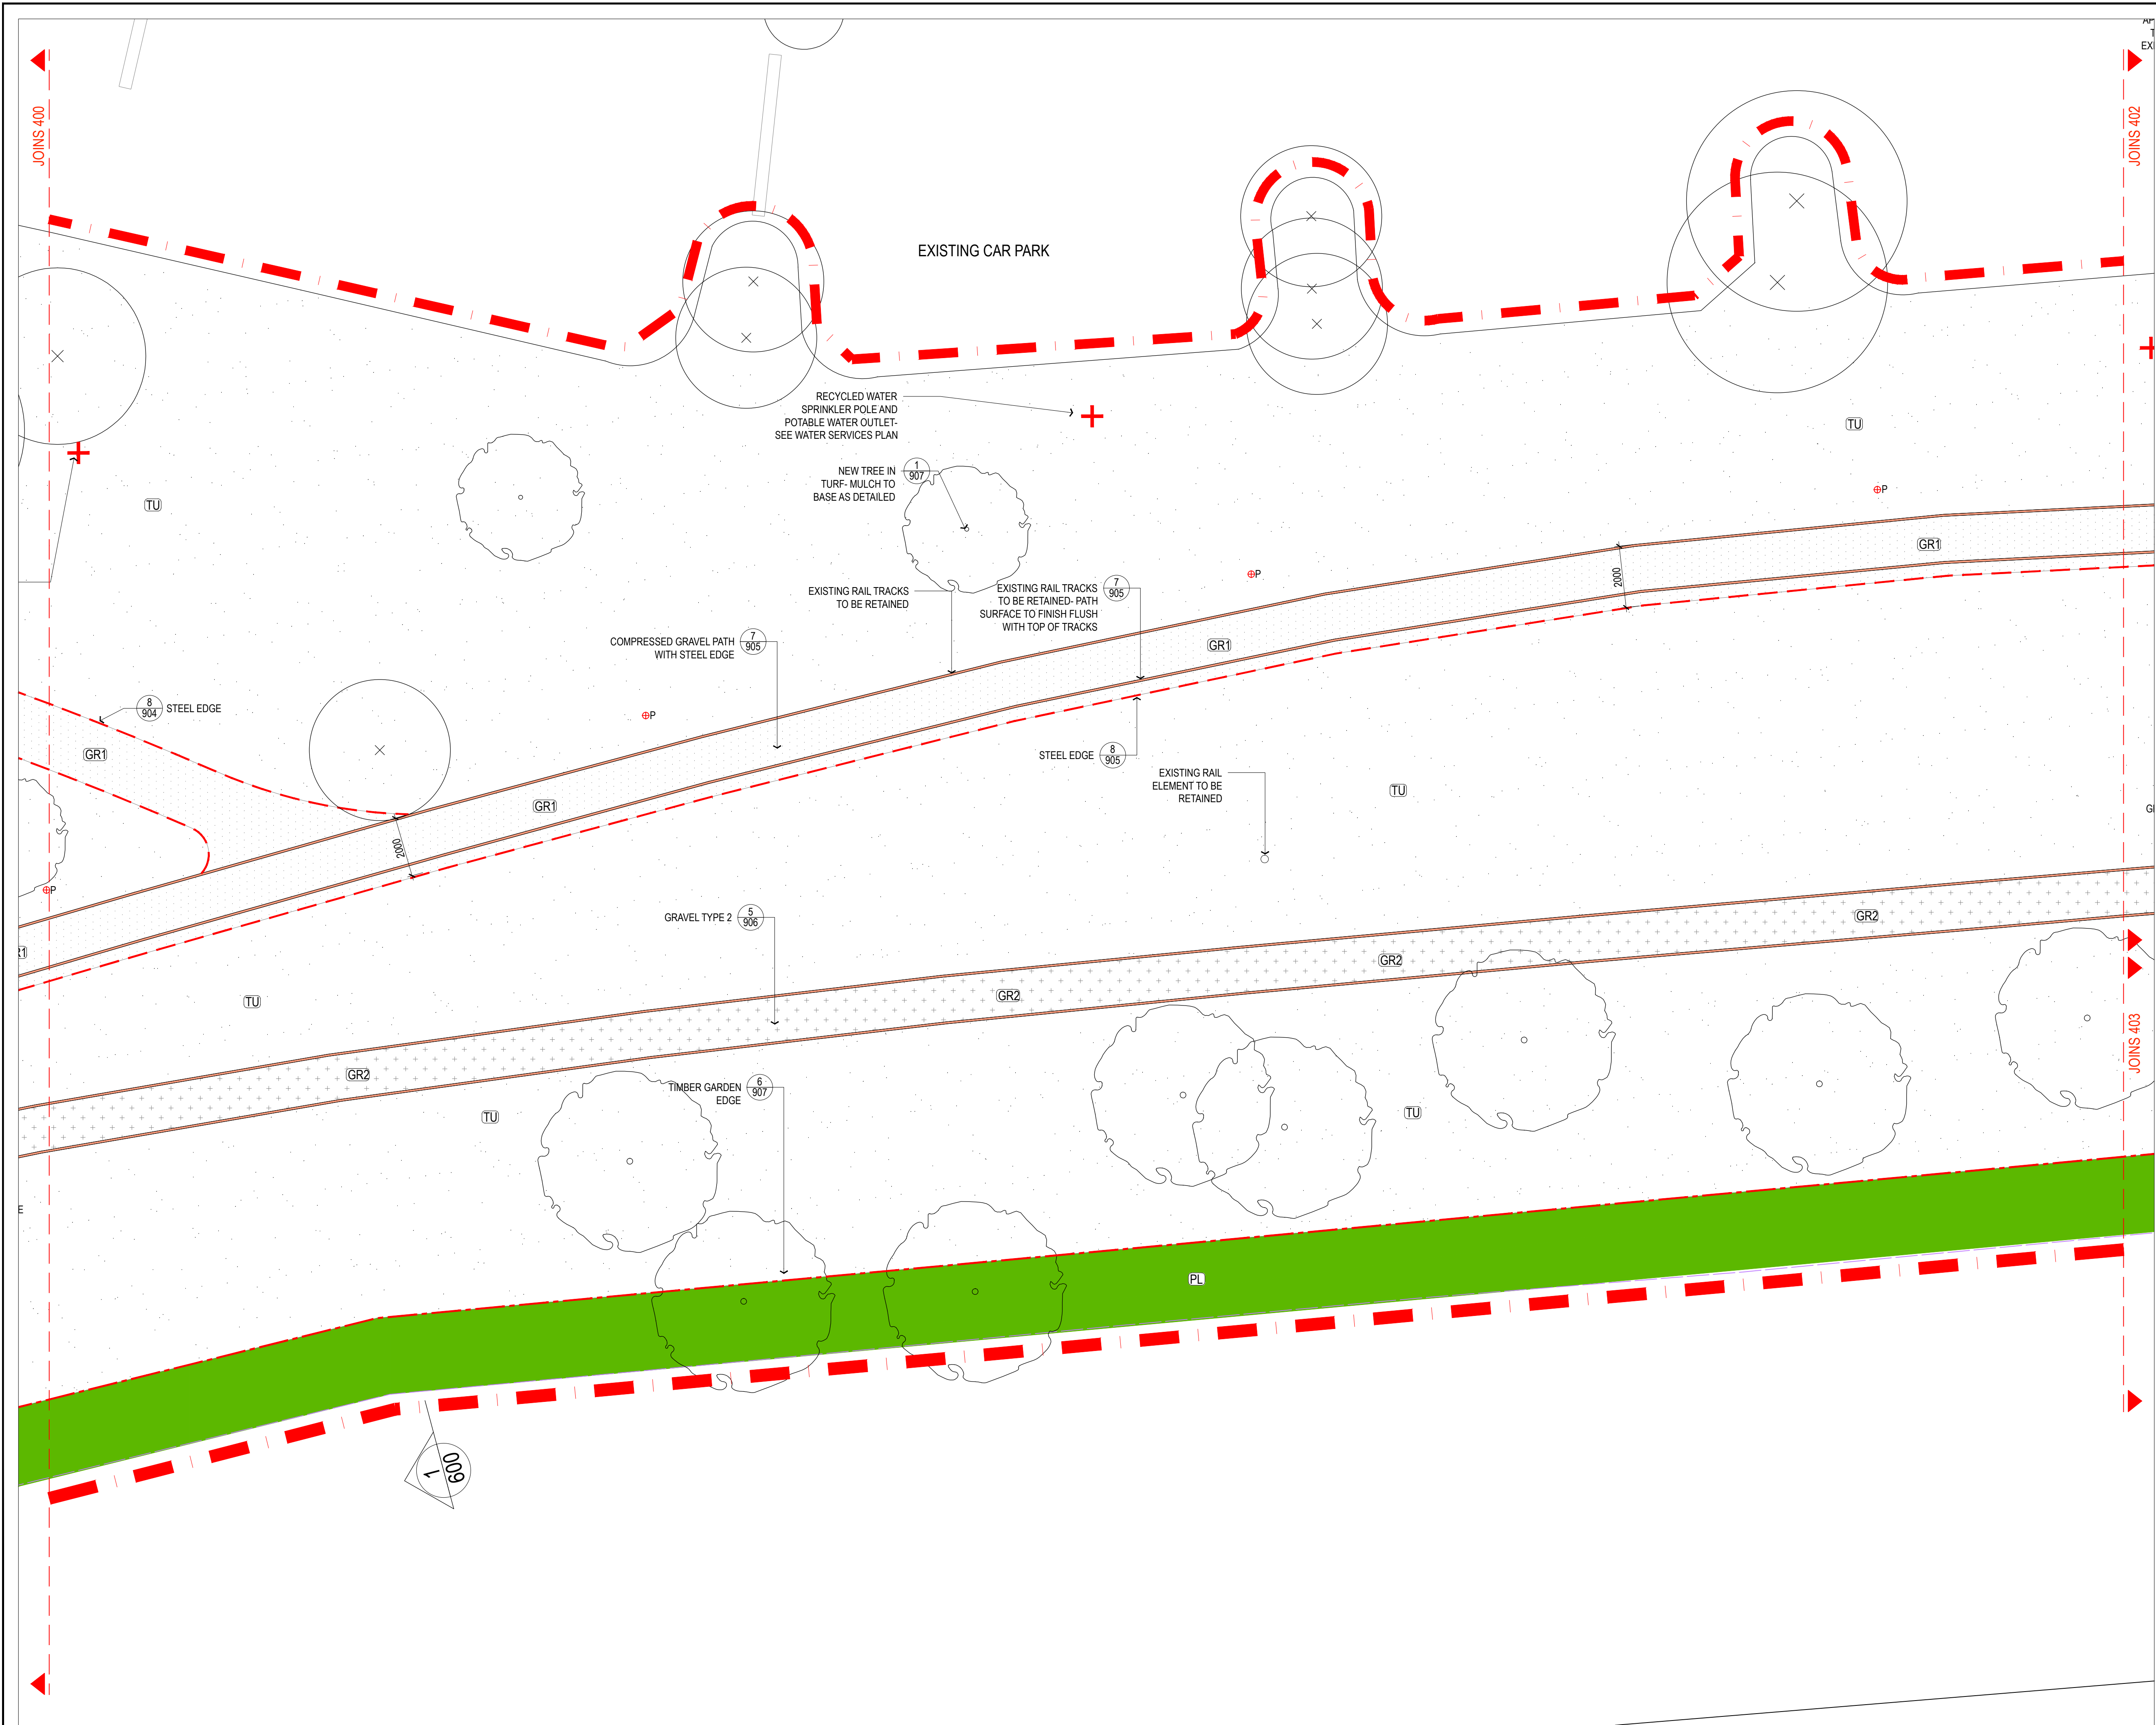 JOINS 400
JOINS 402
EXISTING CAR PARK
RECYCLED WATER
SPRINKLER POLE AND
POTABLE WATER OUTLET-
SEE WATER SERVICES PLAN
TU
NEW TREE IN
TURF- MULCH TO
BASE AS DETAILED
1
907
TU
P
GR1
2000
P
EXISTING RAIL TRACKS
TO BE RETAINED
EXISTING RAIL TRACKS
TO BE RETAINED- PATH
SURFACE TO FINISH FLUSH
WITH TOP OF TRACKS
7
905
COMPRESSED GRAVEL PATH
WITH STEEL EDGE
7
905
GR1
8
904
STEEL EDGE
P
GR1
STEEL EDGE
8
905
EXISTING RAIL
ELEMENT TO BE
RETAINED
TU
GR1
2000
P
GRAVEL TYPE 2
5
906
GR2
GR2
GR2
TU
GR2
JOINS 403
TIMBER GARDEN
EDGE
6
907
TU
TU
PL
1
600